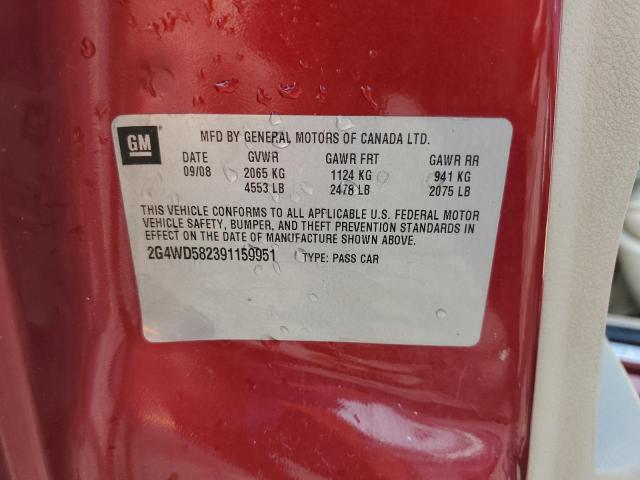 GM
MFD BY GENERAL MOTORS OF CANADA LTD.
DATE GVWR GAWR FRT GAWR RR
09/08 2065 KG 1124 KG 941 KG
4553 LB 2478 LB 2075 LB
THIS VEHICLE CONFORMS TO ALL APPLICABLE U.S. FEDERAL MOTOR
VEHICLE SAFETY, BUMPER, AND THEFT PREVENTION STANDARDS IN
EFFECT ON THE DATE OF MANUFACTURE SHOWN ABOVE.
2G4WD582391159951 TYPE: PASS CAR